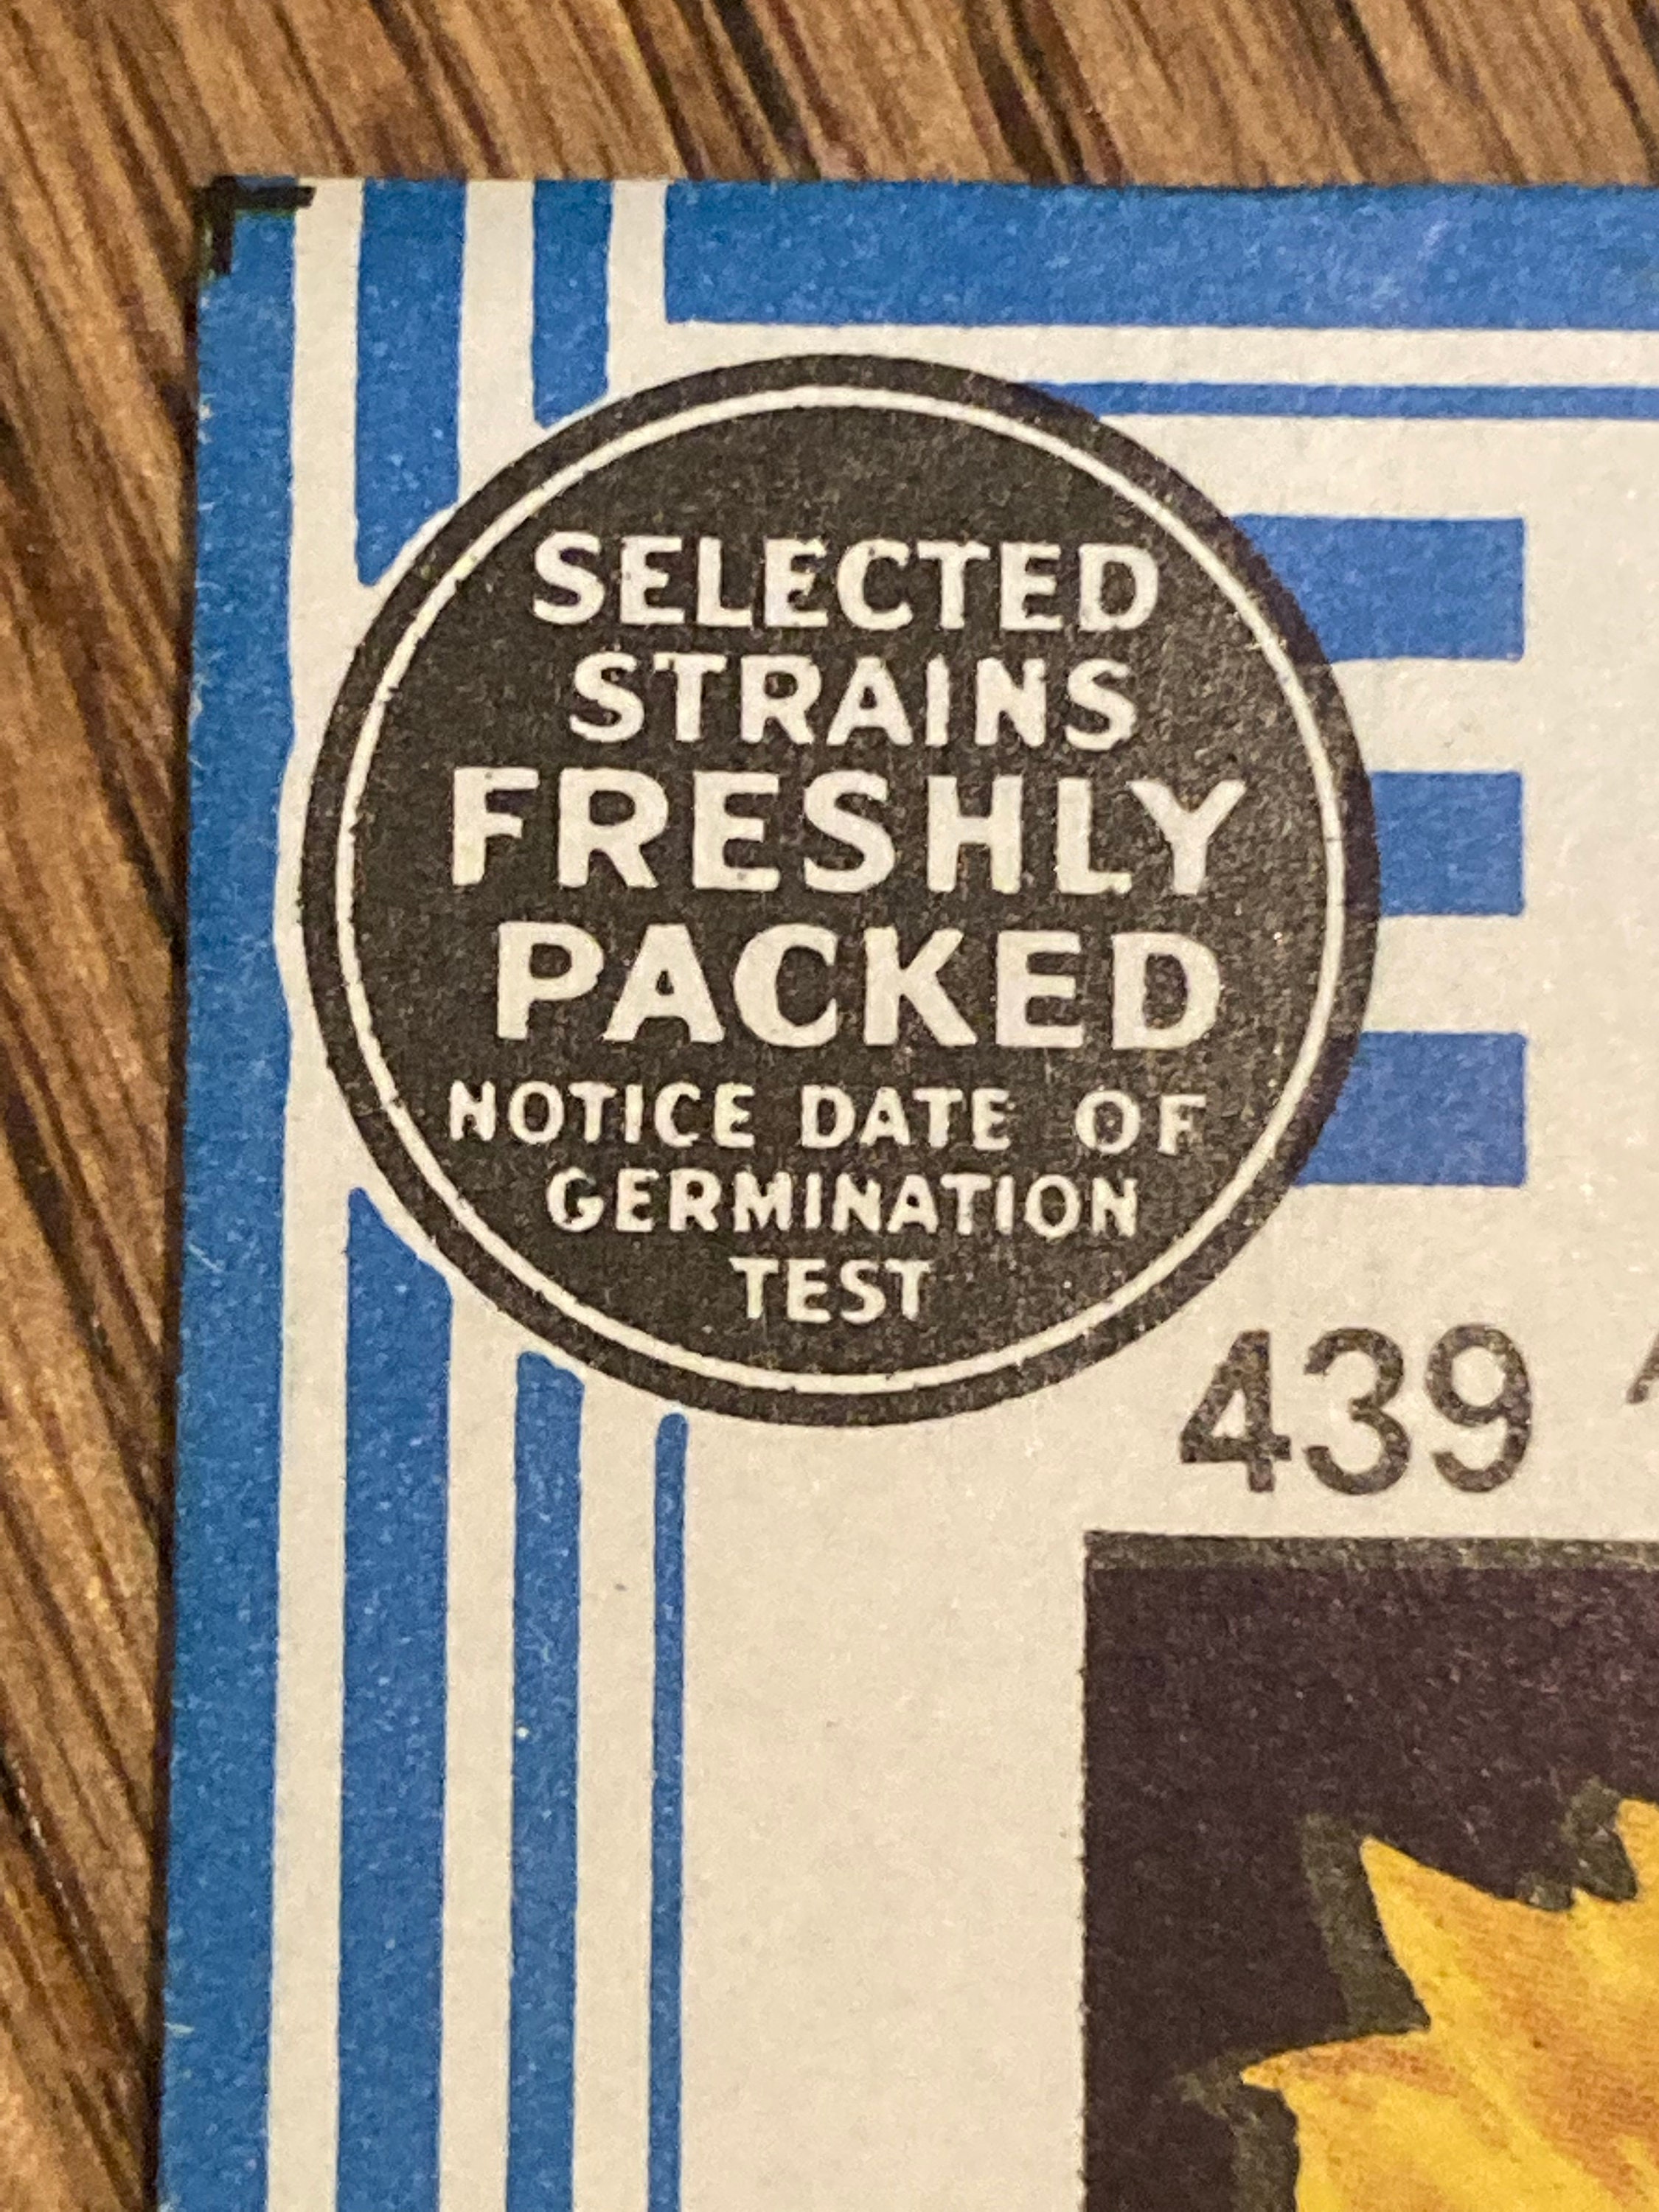 SELECTED
STRAINS
FRESHLY
PACKED
NOTICE DATE OF
GERMINATION
TEST
439